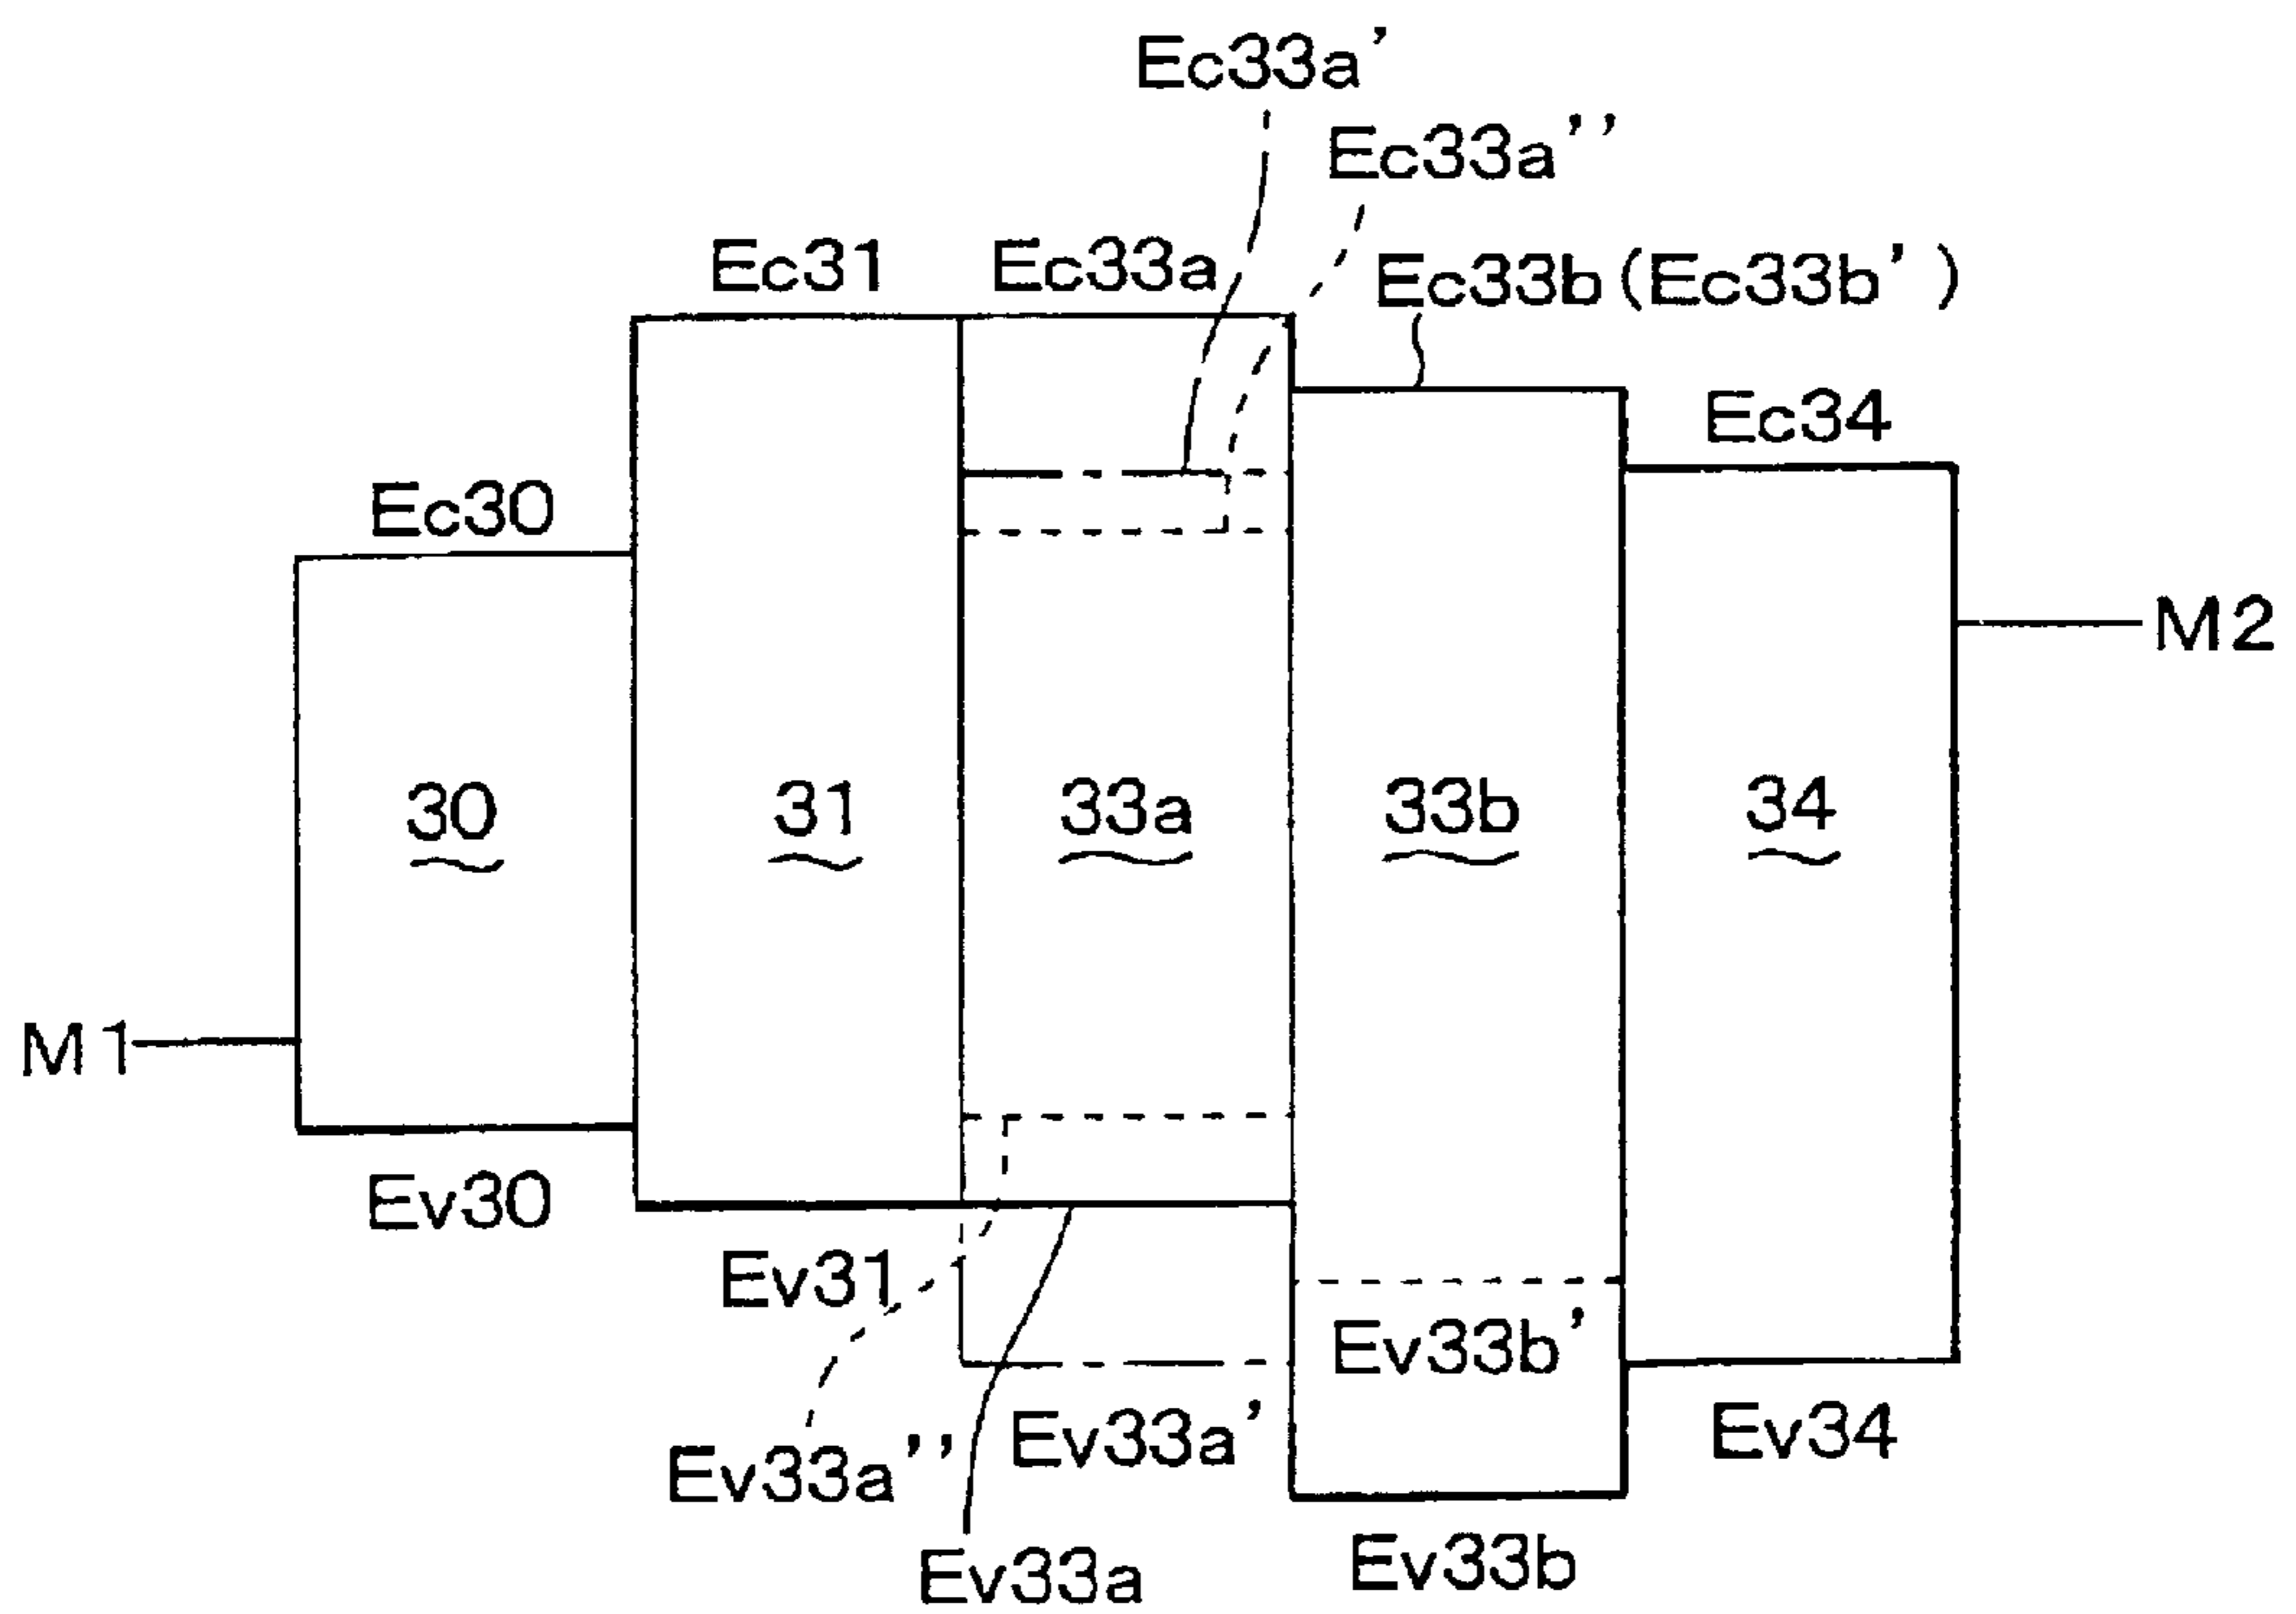 Ec33a’
Ec33a’’
Ec31
Ec33a
Ec33b(Ec33b’)
Ec34
Ec30
M2
30
31
33a
33b
34
M1
Ev30
Ev31
Ev33b’
Ev33a’
Ev34
Ev33a’’
Ev33a
Ev33b